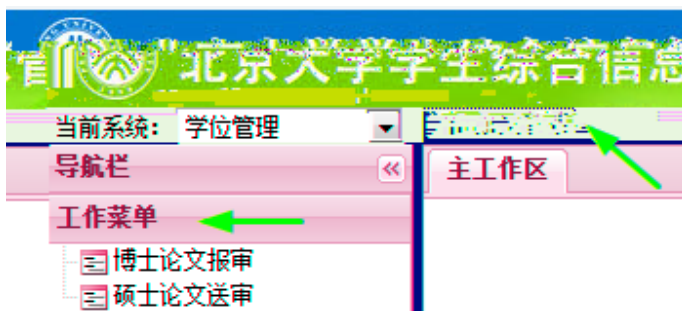 北京大学学生综合信息
当前系统： 学位管理
导航栏
主工作区
工作菜单
博士论文报审
硕士论文送审